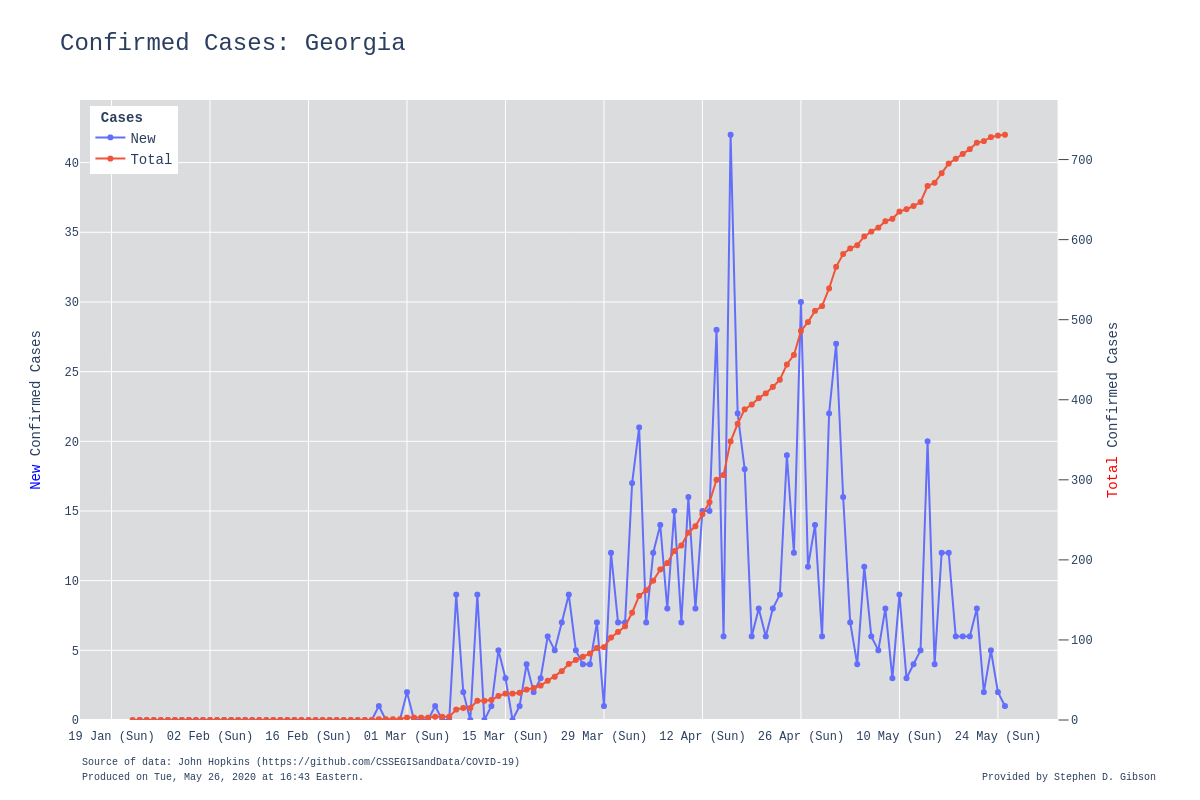 Confirmed Cases: Georgia
Cases
New
Total
40
35
30
25
20
15
10
5
0
700
600
500
400
300
200
100
0
New Confirmed Cases
Total Confirmed Cases
19 Jan (Sun) 02 Feb (Sun) 16 Feb (Sun) 01 Mar (Sun) 15 Mar (Sun) 29 Mar (Sun) 12 Apr (Sun) 26 Apr (Sun) 10 May (Sun) 24 May (Sun)
Source of data: John Hopkins (https://github.com/CSSEGISandData/COVID-19)
Produced on Tue, May 26, 2020 at 16:43 Eastern.
Provided by Stephen D. Gibson